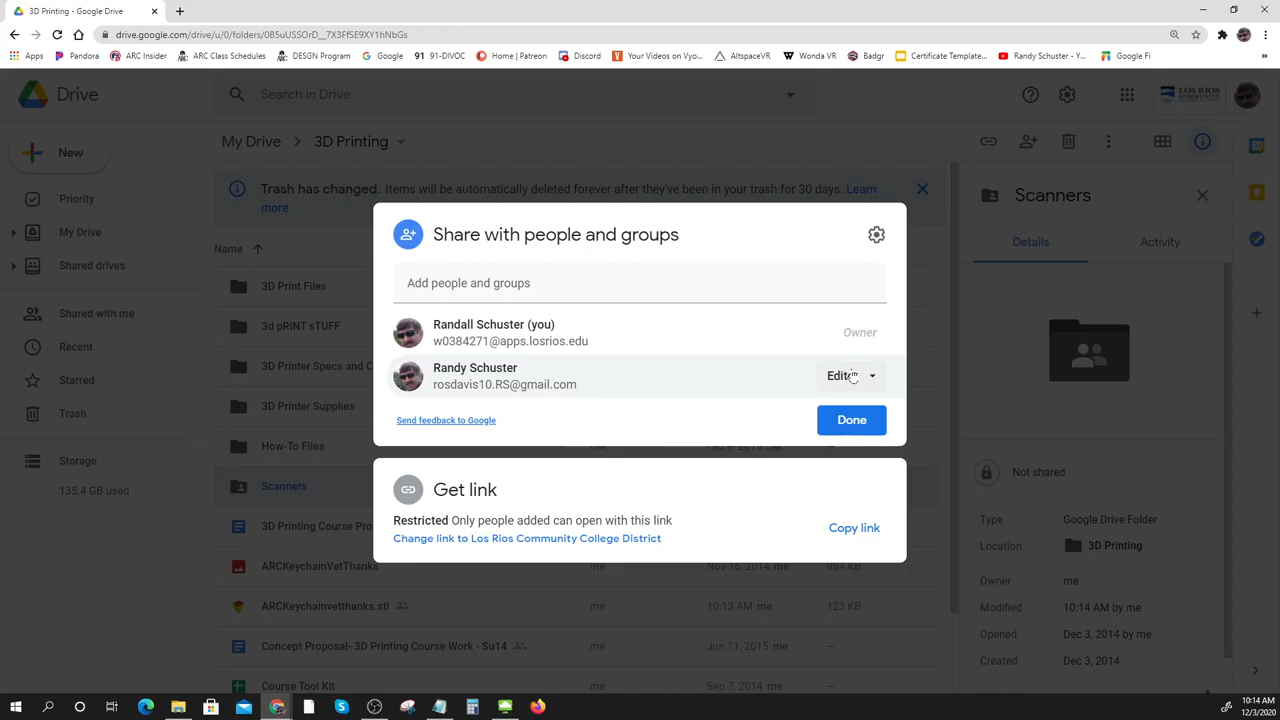 3D Printing - Google Drive
drive.google.com/drive/u/0/folders/0B5uUSSOrD__7X3FfSE9XY1hNbGs
Apps
Pandora
ARC Insider
ARC Class Schedules
DESGN Program
Google
91 91-DIVOC
Home | Patreon
Discord
Your Videos on Vyo...
AltspaceVR
Wonda VR
Badgr
Certificate Template...
Randy Schuster - Y...
Google Fi
Drive
Search in Drive
LOS RIOS
New
My Drive
3D Printing
Priority
My Drive
Shared drives
Shared with me
Recent
Starred
Trash
Storage
135.4 GB used
Trash has changed. Items will be automatically deleted forever after they've been in your trash for 30 days. Learn
more
Name
3D Print Files
3d pRINT sTUFF
3D Printer Specs and C
3D Printer Supplies
How-To Files
Scanners
3D Printing Course Pro
ARCKeychainVetThanks
me
Nov 16, 2014 me
984 KB
ARCKeychainvetthanks.stl
me
10:13 AM me
123 KB
Concept Proposal- 3D Printing Course Work - Su14
me
Jun 11, 2015 me
–
Course Tool Kit
me
Sep 7, 2014 me
–
Share with people and groups
Add people and groups
Randall Schuster (you)
w0384271@apps.losrios.edu
Owner
Randy Schuster
rosdavis10.RS@gmail.com
Send feedback to Google
Done
Get link
Restricted Only people added can open with this link
Change link to Los Rios Community College District
Copy link
Scanners
Details
Activity
Not shared
Type
Google Drive Folder
Location
3D Printing
Owner
me
Modified
10:14 AM by me
Opened
Dec 3, 2014 by me
Created
Dec 3, 2014
10:14 AM
12/3/2020